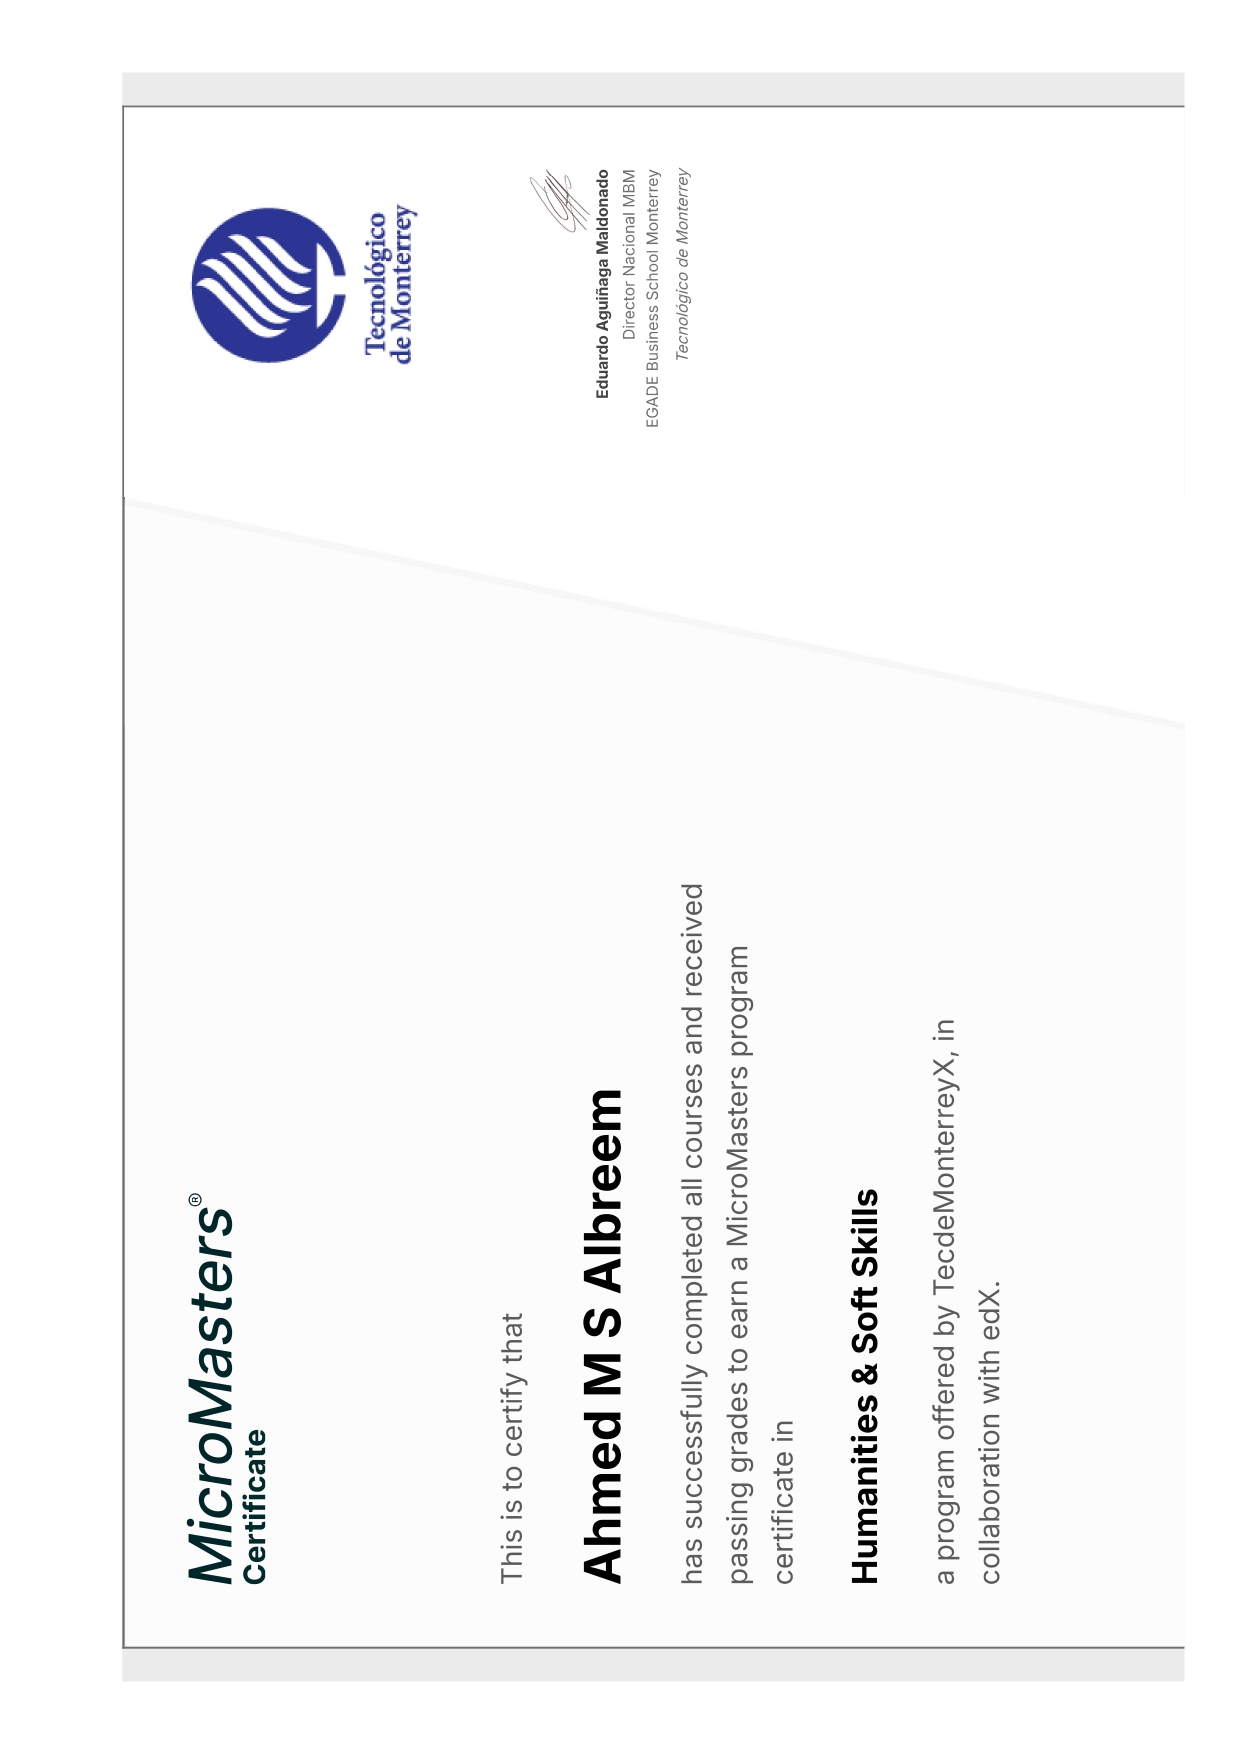 MicroMasters®
Certificate
Tecnológico
de Monterrey
This is to certify that
Ahmed M S Albreem
has successfully completed all courses and received
passing grades to earn a MicroMasters program
certificate in
Humanities & Soft Skills
a program offered by TecdeMonterreyX, in
collaboration with edX.
Eduardo Aguiñaga Maldonado
Director Nacional MBM
EGADE Business School Monterrey
Tecnológico de Monterrey